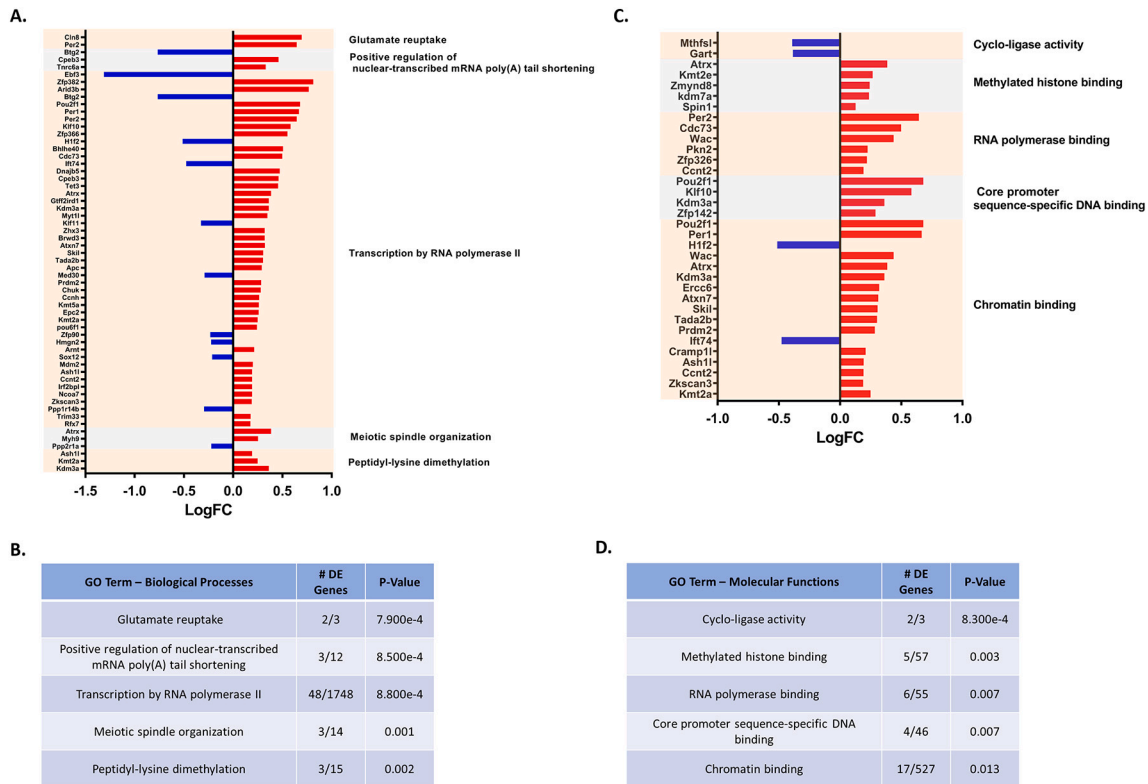 A.
Cln8
Per2
Btg2
Cpeb3
Tnrc6a
Ebf3
Zfp382
Arid3b
Btg2
Pou2f1
Per1
Per2
Klf10
Zfp366
H1f2
Bhlhe40
Cdc73
Ift74
Dnajb5
Cpeb3
Tet3
Atrx
Gtff2ird1
Kdm3a
Myt1l
Klf11
Zhx3
Brwd3
Atxn7
Skil
Tada2b
Apc
Med30
Prdm2
Chuk
Ccnh
Kmt5a
Epc2
Kmt2a
pou6f1
Zfp90
Hmgn2
Arnt
Sox12
Mdm2
Ash1l
Ccnt2
Irf2bpl
Ncoa7
Zkscan3
Ppp1r14b
Trim33
Rfx7
Atrx
Myh9
Ppp2r1a
Ash1l
Kmt2a
Kdm3a
Glutamate reuptake
Positive regulation of
nuclear-transcribed mRNA poly(A) tail shortening
Transcription by RNA polymerase II
Meiotic spindle organization
Peptidyl-lysine dimethylation
-1.5 -1.0 -0.5 0.0 0.5 1.0
LogFC
C.
Mthfsl
Gart
Atrx
Kmt2e
Zmynd8
kdm7a
Spin1
Per2
Cdc73
Wac
Pkn2
Zfp326
Ccnt2
Pou2f1
Klf10
Kdm3a
Zfp142
Pou2f1
Per1
H1f2
Wac
Atrx
Kdm3a
Ercc6
Atxn7
Skil
Tada2b
Prdm2
Ift74
Cramp1l
Ash1l
Ccnt2
Zkscan3
Kmt2a
Cyclo-ligase activity
Methylated histone binding
RNA polymerase binding
Core promoter
sequence-specific DNA binding
Chromatin binding
-1.0 -0.5 0.0 0.5 1.0
LogFC
B.
GO Term – Biological Processes # DE Genes P-Value
Glutamate reuptake 2/3 7.900e-4
Positive regulation of nuclear-transcribed
mRNA poly(A) tail shortening 3/12 8.500e-4
Transcription by RNA polymerase II 48/1748 8.800e-4
Meiotic spindle organization 3/14 0.001
Peptidyl-lysine dimethylation 3/15 0.002
D.
GO Term – Molecular Functions # DE Genes P-Value
Cyclo-ligase activity 2/3 8.300e-4
Methylated histone binding 5/57 0.003
RNA polymerase binding 6/55 0.007
Core promoter sequence-specific DNA
binding 4/46 0.007
Chromatin binding 17/527 0.013